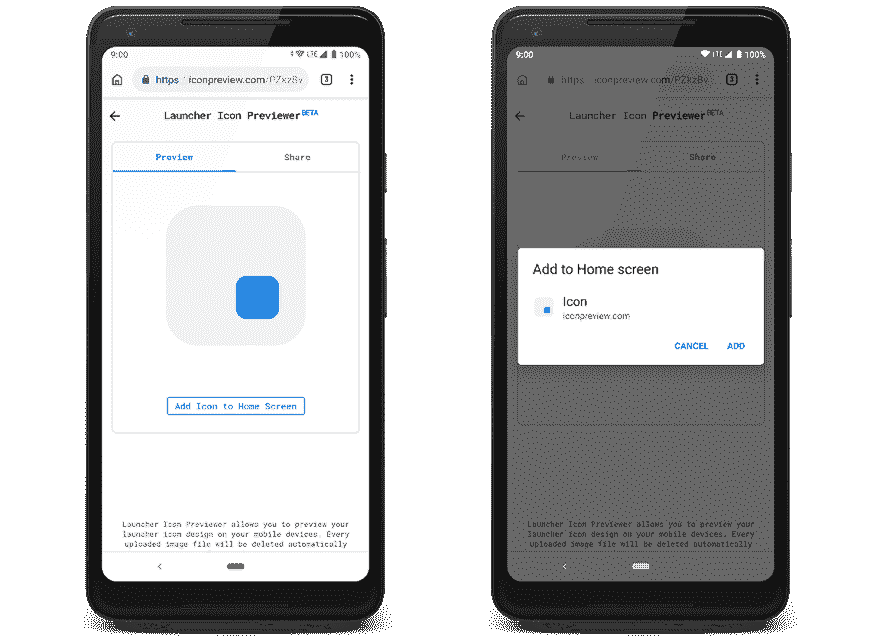 9:00 LTE 100%
https iconpreview.com/PZkz8v 3
Launcher Icon Previewer BETA
Preview Share
Add Icon to Home Screen
Launcher Icon Previewer allows you to preview your
launcher icon design on your mobile devices. Every
uploaded image file will be deleted automatically
9:00 LTE 100%
https iconpreview.com/PZkz8v 3
Launcher Icon Previewer BETA
Preview Share
Add to Home screen
Icon
iconpreview.com
CANCEL ADD
Launcher Icon Previewer allows you to preview your
launcher icon design on your mobile devices. Every
uploaded image file will be deleted automatically